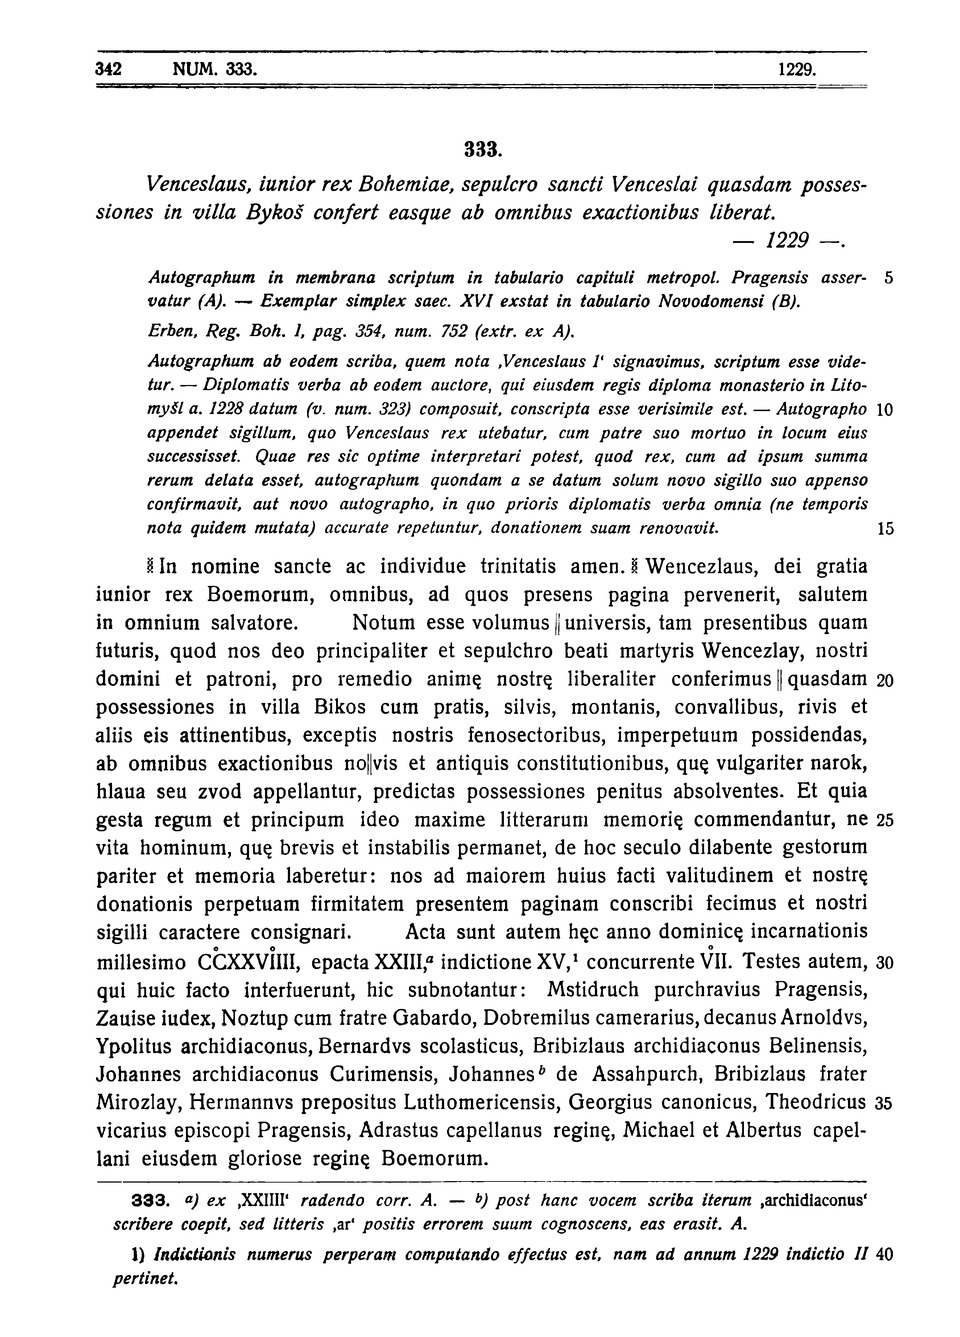 342 NUM. 333. 1229.
333.
Venceslaus, iunior rex Bohemiae, sepulcro sancti Venceslai quasdam posses-
siones in villa Bykoš confert easque ab omnibus exactionibus liberat.
— 1229 —.
Autographum in membrana scriptum in tabulario capituli metropol. Pragensis asser- 5
vatur (A). — Exemplar simplex saec. XVI exstat in tabulario Novodomensi (B).
Erben, Reg. Boh. I, pag. 354, num. 752 (extr. ex A).
Autographum ab eodem scriba, quem nota ‚Venceslaus I‘ signavimus, scriptum esse vide-
tur. — Diplomatis verba ab eodem auctore, qui eiusdem regis diploma monasterio in Lito-
myšl a. 1228 datum (v. num. 323) composuit, conscripta esse verisimile est. — Autographo 10
appendet sigillum, quo Venceslaus rex utebatur, cum patre suo mortuo in locum eius
successisset. Quae res sic optime interpretari potest, quod rex, cum ad ipsum summa
rerum delata esset, autographum quondam a se datum solum novo sigillo suo appenso
confirmavit, aut novo autographo, in quo prioris diplomatis verba omnia (ne temporis
nota quidem mutata) accurate repetuntur, donationem suam renovavit. 15
⁞ In nomine sancte ac individue trinitatis amen. ⁞ Wencezlaus, dei gratia
iunior rex Boemorum, omnibus, ad quos presens pagina pervenerit, salutem
in omnium salvatore. Notum esse volumus || universis, tam presentibus quam
futuris, quod nos deo principaliter et sepulchro beati martyris Wencezlay, nostri
domini et patroni, pro remedio animę nostrę liberaliter conferimus || quasdam 20
possessiones in villa Bikos cum pratis, silvis, montanis, convallibus, rivis et
aliis eis attinentibus, exceptis nostris fenosectoribus, imperpetuum possidendas,
ab omnibus exactionibus no||vis et antiquis constitutionibus, quę vulgariter narok,
hlaua seu zvod appellantur, predictas possessiones penitus absolventes. Et quia
gesta regum et principum ideo maxime litterarum memorię commendantur, ne 25
vita hominum, quę brevis et instabilis permanet, de hoc seculo dilabente gestorum
pariter et memoria laberetur: nos ad maiorem huius facti valitudinem et nostrę
donationis perpetuam firmitatem presentem paginam conscribi fecimus et nostri
sigilli caractere consignari. Acta sunt autem hęc anno dominicę incarnationis
millesimo CC̊XXVI̊III, epacta XXIII,ᵃ indictione XV,¹ concurrente V̊II. Testes autem, 30
qui huic facto interfuerunt, hic subnotantur: Mstidruch purchravius Pragensis,
Zauise iudex, Noztup cum fratre Gabardo, Dobremilus camerarius, decanus Arnoldvs,
Ypolitus archidiaconus, Bernardvs scolasticus, Bribizlaus archidiaconus Belinensis,
Johannes archidiaconus Curimensis, Johannes ᵇ de Assahpurch, Bribizlaus frater
Mirozlay, Hermannvs prepositus Luthomericensis, Georgius canonicus, Theodricus 35
vicarius episcopi Pragensis, Adrastus capellanus reginę, Michael et Albertus capel-
lani eiusdem gloriose reginę Boemorum.
333. a) ex ‚XXIIII‘ radendo corr. A. — b) post hanc vocem scriba iterum ‚archidiaconus‘
scribere coepit, sed litteris ‚ar‘ positis errorem suum cognoscens, eas erasit. A.
1) Indictionis numerus perperam computando effectus est, nam ad annum 1229 indictio II 40
pertinet.